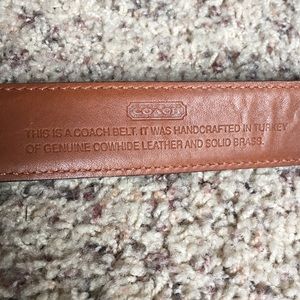 COACH
THIS IS A COACH BELT. IT WAS HANDCRAFTED IN TURKEY
OF GENUINE COWHIDE LEATHER AND SOLID BRASS.